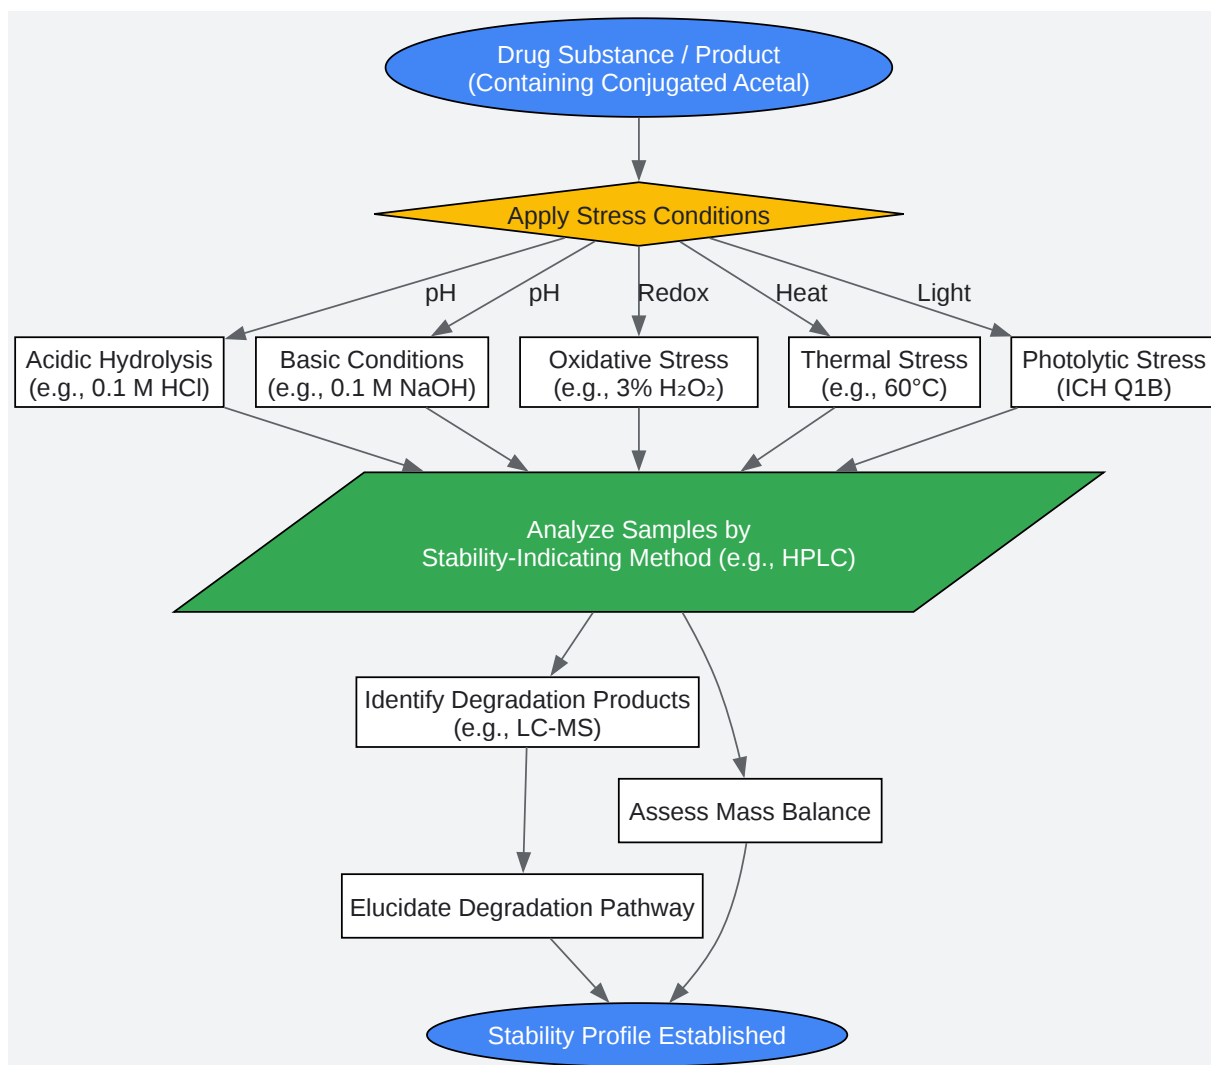 Drug Substance / Product
(Containing Conjugated Acetal)
Apply Stress Conditions
pH
pH
Redox
Heat
Light
Acidic Hydrolysis
(e.g., 0.1 M HCl)
Basic Conditions
(e.g., 0.1 M NaOH)
Oxidative Stress
(e.g., 3% H₂O₂)
Thermal Stress
(e.g., 60°C)
Photolytic Stress
(ICH Q1B)
Analyze Samples by
Stability-Indicating Method (e.g., HPLC)
Identify Degradation Products
(e.g., LC-MS)
Assess Mass Balance
Elucidate Degradation Pathway
Stability Profile Established